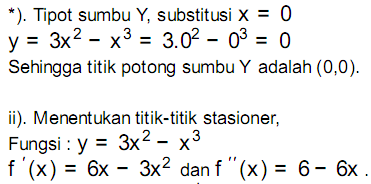 *). Tipot sumbu Y, substitusi x = 0
y = 3x² − x³ = 3.0² − 0³ = 0
Sehingga titik potong sumbu Y adalah (0,0).
ii). Menentukan titik-titik stasioner,
Fungsi : y = 3x² − x³
f ′(x) = 6x − 3x² dan f ′′(x) = 6 − 6x .